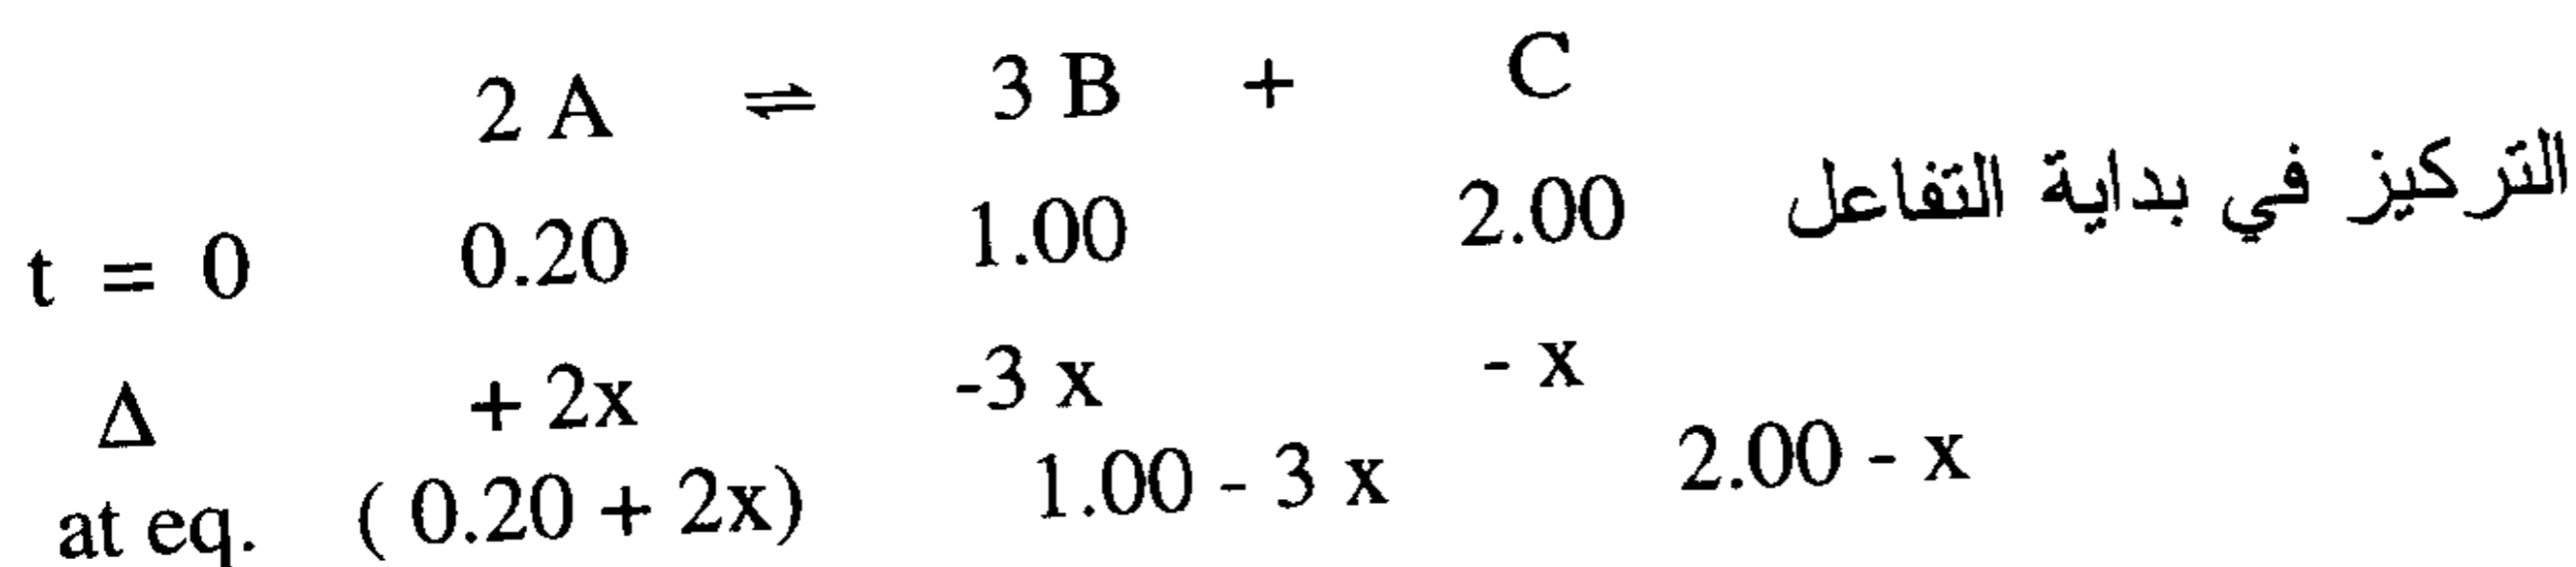 2 A ⇌ 3 B + C
t = 0 0.20 1.00 2.00 التركيز في بداية التفاعل
Δ + 2x -3 x - x
at eq. ( 0.20 + 2x) 1.00 - 3 x 2.00 - x